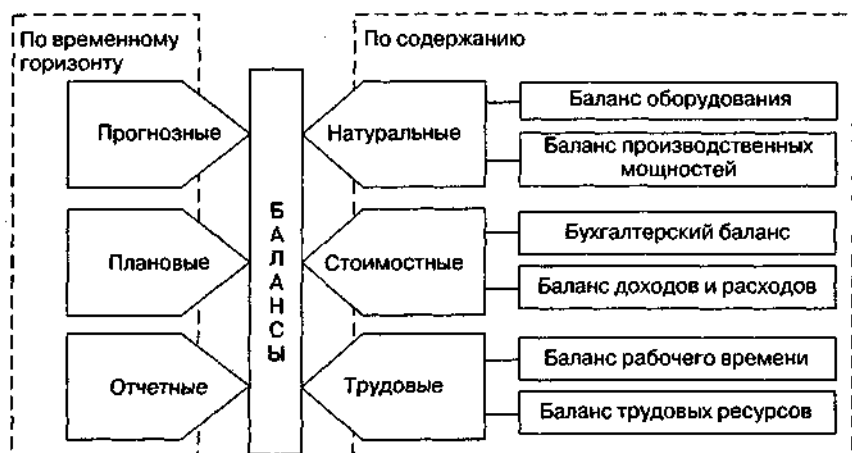 По временному
горизонту
Прогнозные
Плановые
Отчетные
БАЛАНСЫ
По содержанию
Натуральные
Баланс оборудования
Баланс производственных
мощностей
Стоимостные
Бухгалтерский баланс
Баланс доходов и расходов
Трудовые
Баланс рабочего времени
Баланс трудовых ресурсов